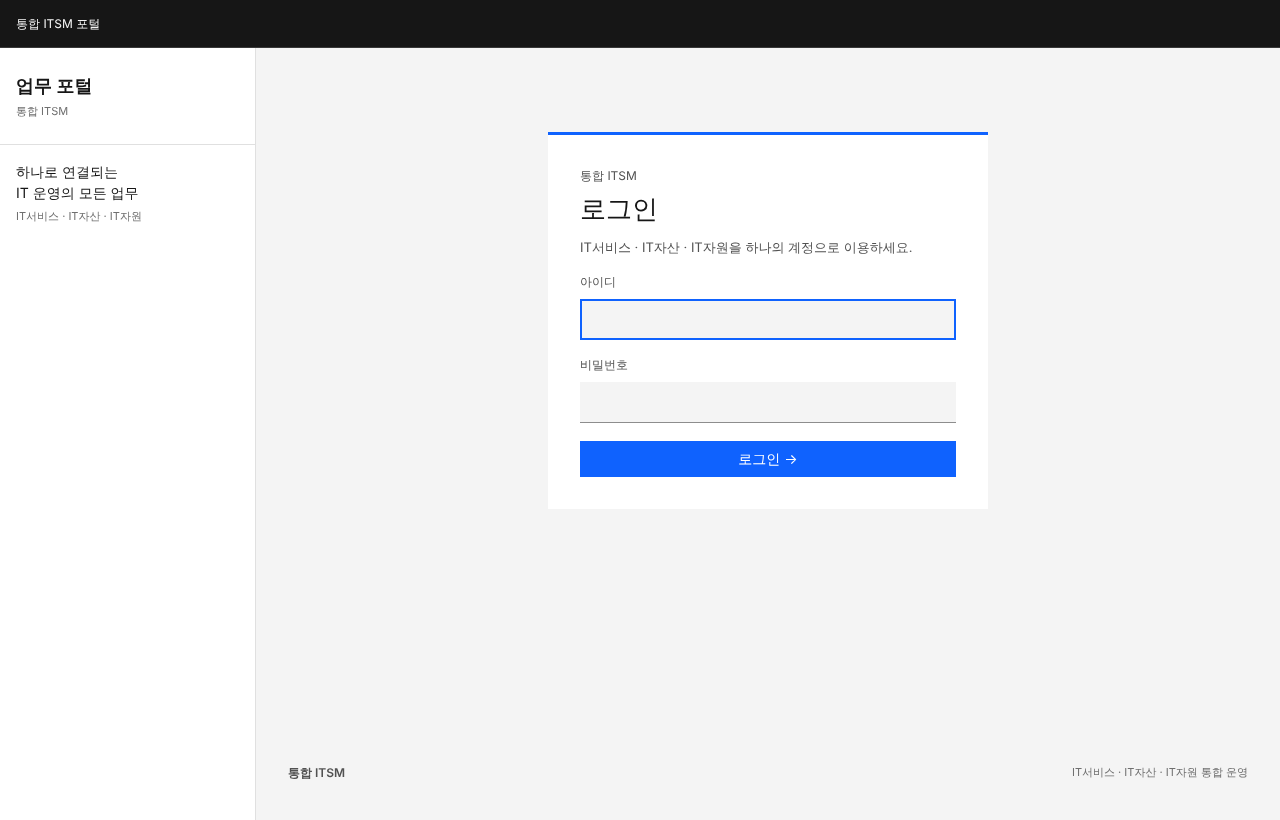 통합 ITSM 포털
업무 포털
통합 ITSM
하나로 연결되는
IT 운영의 모든 업무
IT서비스 · IT자산 · IT자원
통합 ITSM
로그인
IT서비스 · IT자산 · IT자원을 하나의 계정으로 이용하세요.
아이디
비밀번호
로그인 →
통합 ITSM
IT서비스 · IT자산 · IT자원 통합 운영